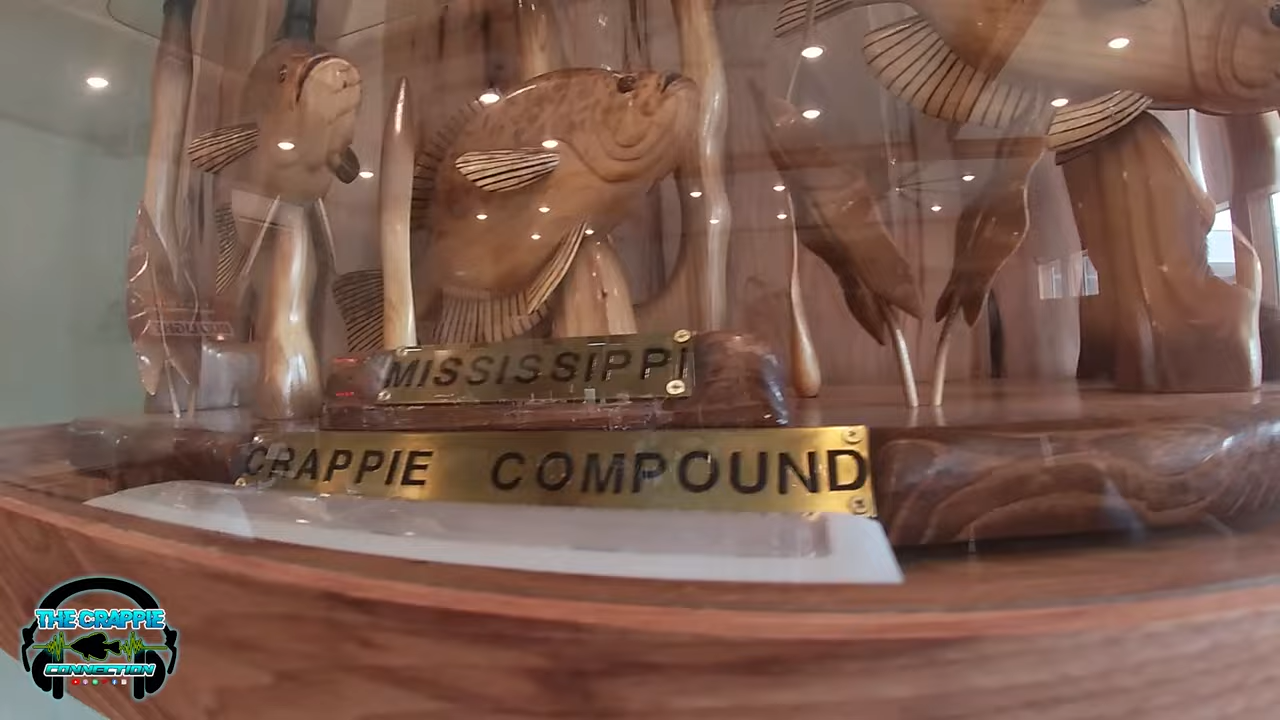 MISSISSIPPI
CRAPPIE COMPOUND
THE CRAPPIE
CONNECTION